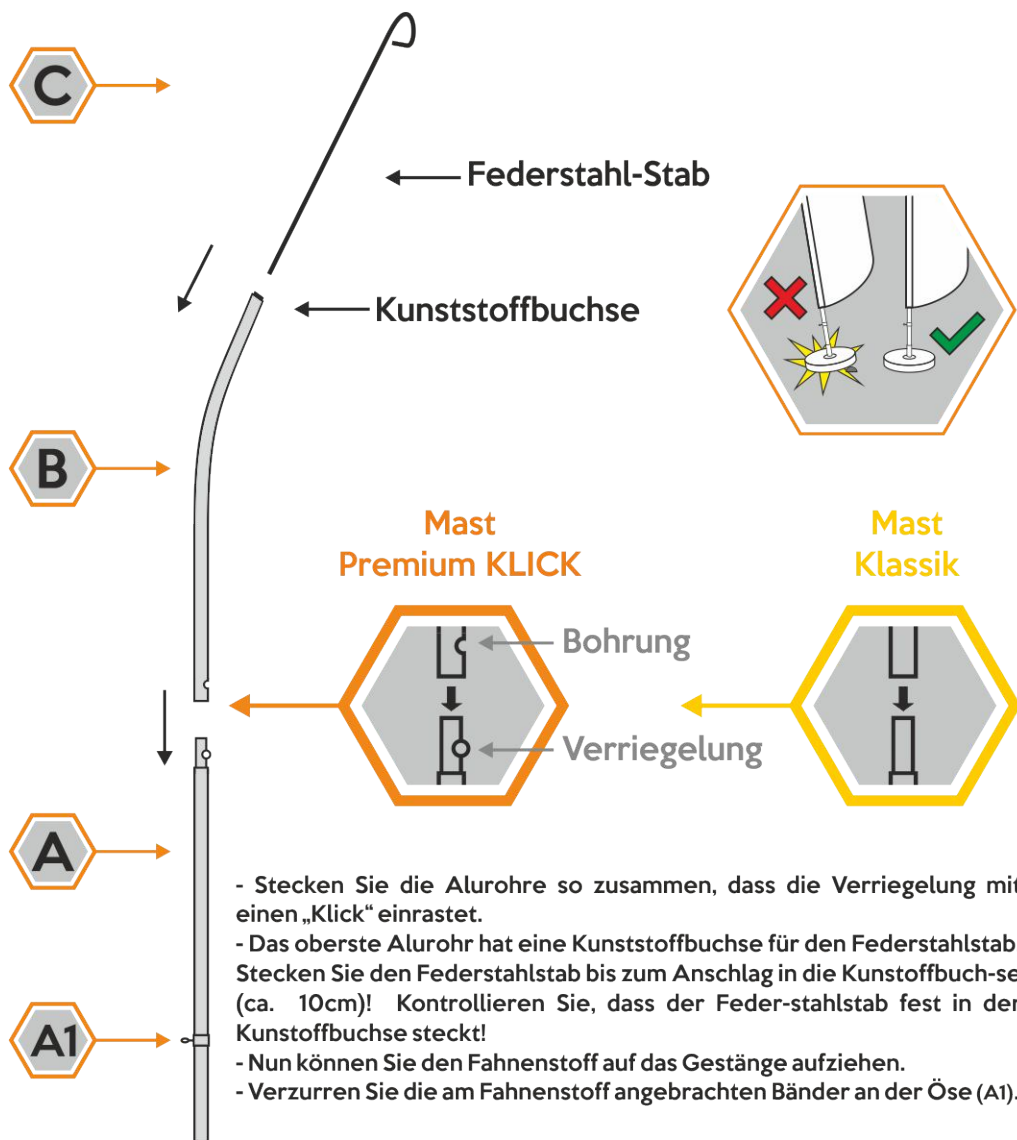 C
Federstahl-Stab
Kunststoffbuchse
B
Mast
Premium KLICK
Mast
Klassik
Bohrung
Verriegelung
A
- Stecken Sie die Alurohre so zusammen, dass die Verriegelung mit
einen „Klick“ einrastet.
- Das oberste Alurohr hat eine Kunststoffbuchse für den Federstahlstab.
Stecken Sie den Federstahlstab bis zum Anschlag in die Kunstoffbuch-se
(ca. 10cm)! Kontrollieren Sie, dass der Feder-stahlstab fest in der
Kunstoffbuchse steckt!
- Nun können Sie den Fahnenstoff auf das Gestänge aufziehen.
- Verzurren Sie die am Fahnenstoff angebrachten Bänder an der Öse (A1).
A1